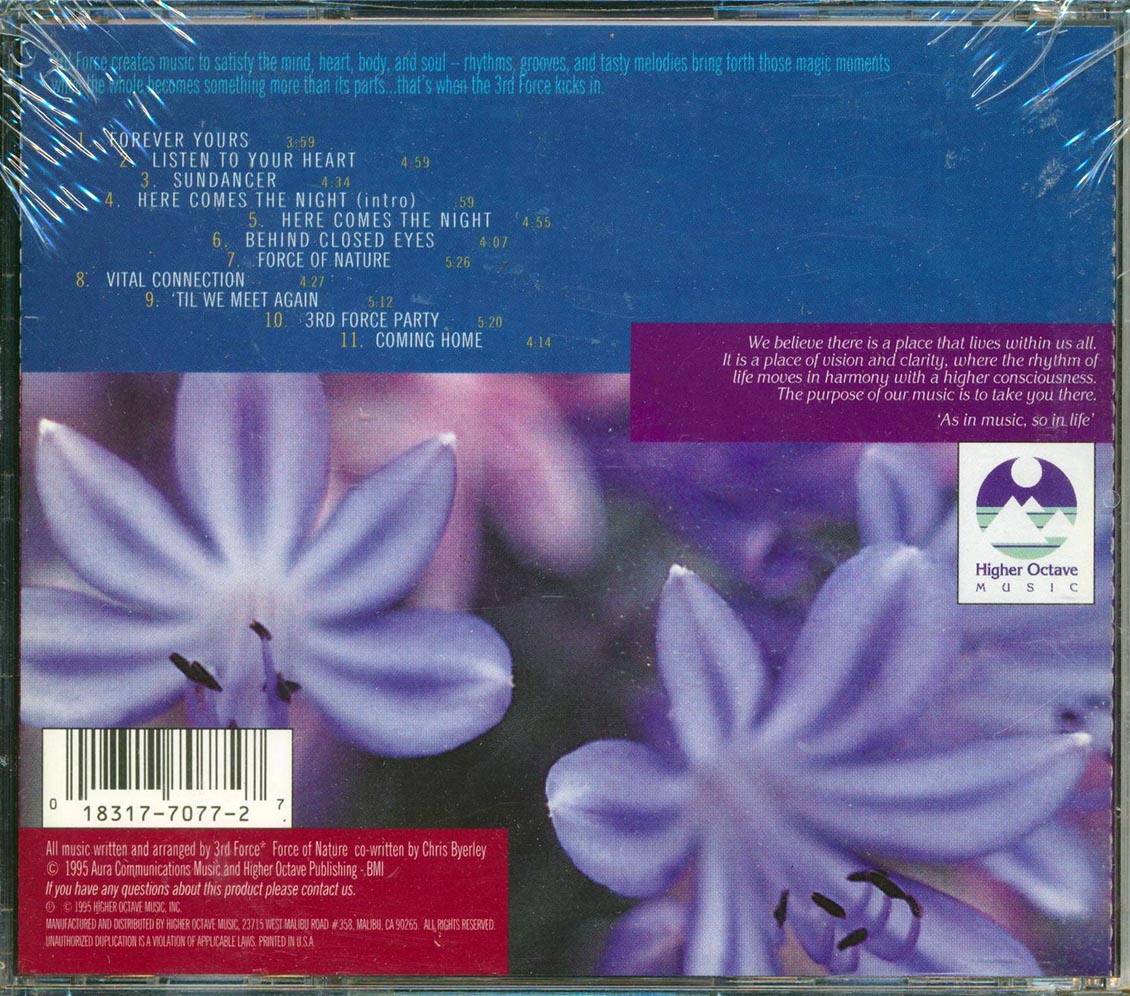 3rd Force creates music to satisfy the mind, heart, body, and soul -- rhythms, grooves, and tasty melodies bring forth those magic moments
when the whole becomes something more than its parts...that's when the 3rd Force kicks in.
1. FOREVER YOURS 3:59
2. LISTEN TO YOUR HEART 4:59
3. SUNDANCER 4:34
4. HERE COMES THE NIGHT (intro) :59
5. HERE COMES THE NIGHT 4:55
6. BEHIND CLOSED EYES 4:07
7. FORCE OF NATURE 5:26
8. VITAL CONNECTION 4:27
9. 'TIL WE MEET AGAIN 5:12
10. 3RD FORCE PARTY 5:20
11. COMING HOME 4:14
We believe there is a place that lives within us all.
It is a place of vision and clarity, where the rhythm of
life moves in harmony with a higher consciousness.
The purpose of our music is to take you there.
'As in music, so in life'
Higher Octave
MUSIC
0 18317-7077-2 7
All music written and arranged by 3rd Force* Force of Nature co-written by Chris Byerley
© 1995 Aura Communications Music and Higher Octave Publishing - BMI
If you have any questions about this product please contact us.
℗ © 1995 HIGHER OCTAVE MUSIC, INC.
MANUFACTURED AND DISTRIBUTED BY HIGHER OCTAVE MUSIC, 23715 WEST MALIBU ROAD #358, MALIBU, CA 90265. ALL RIGHTS RESERVED.
UNAUTHORIZED DUPLICATION IS A VIOLATION OF APPLICABLE LAWS. PRINTED IN U.S.A.